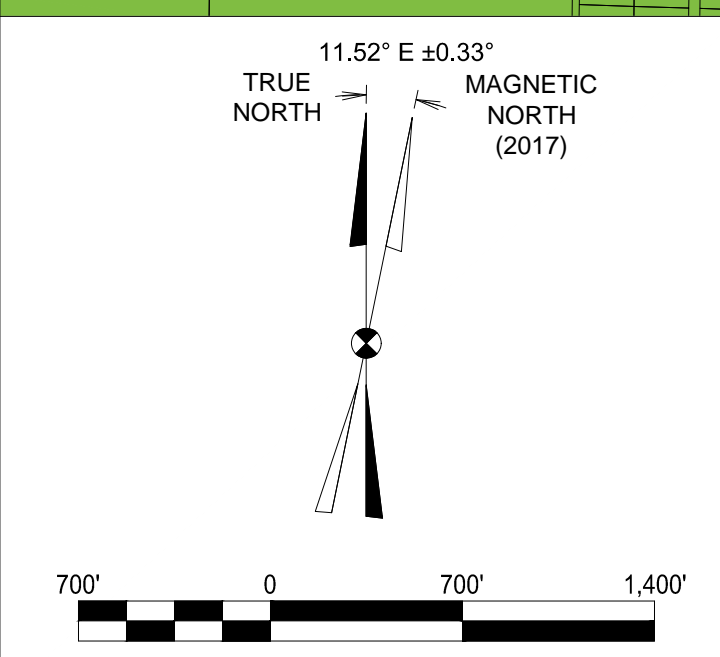 11.52° E ±0.33°
TRUE
NORTH
MAGNETIC
NORTH
(2017)
700'
0
700'
1,400'